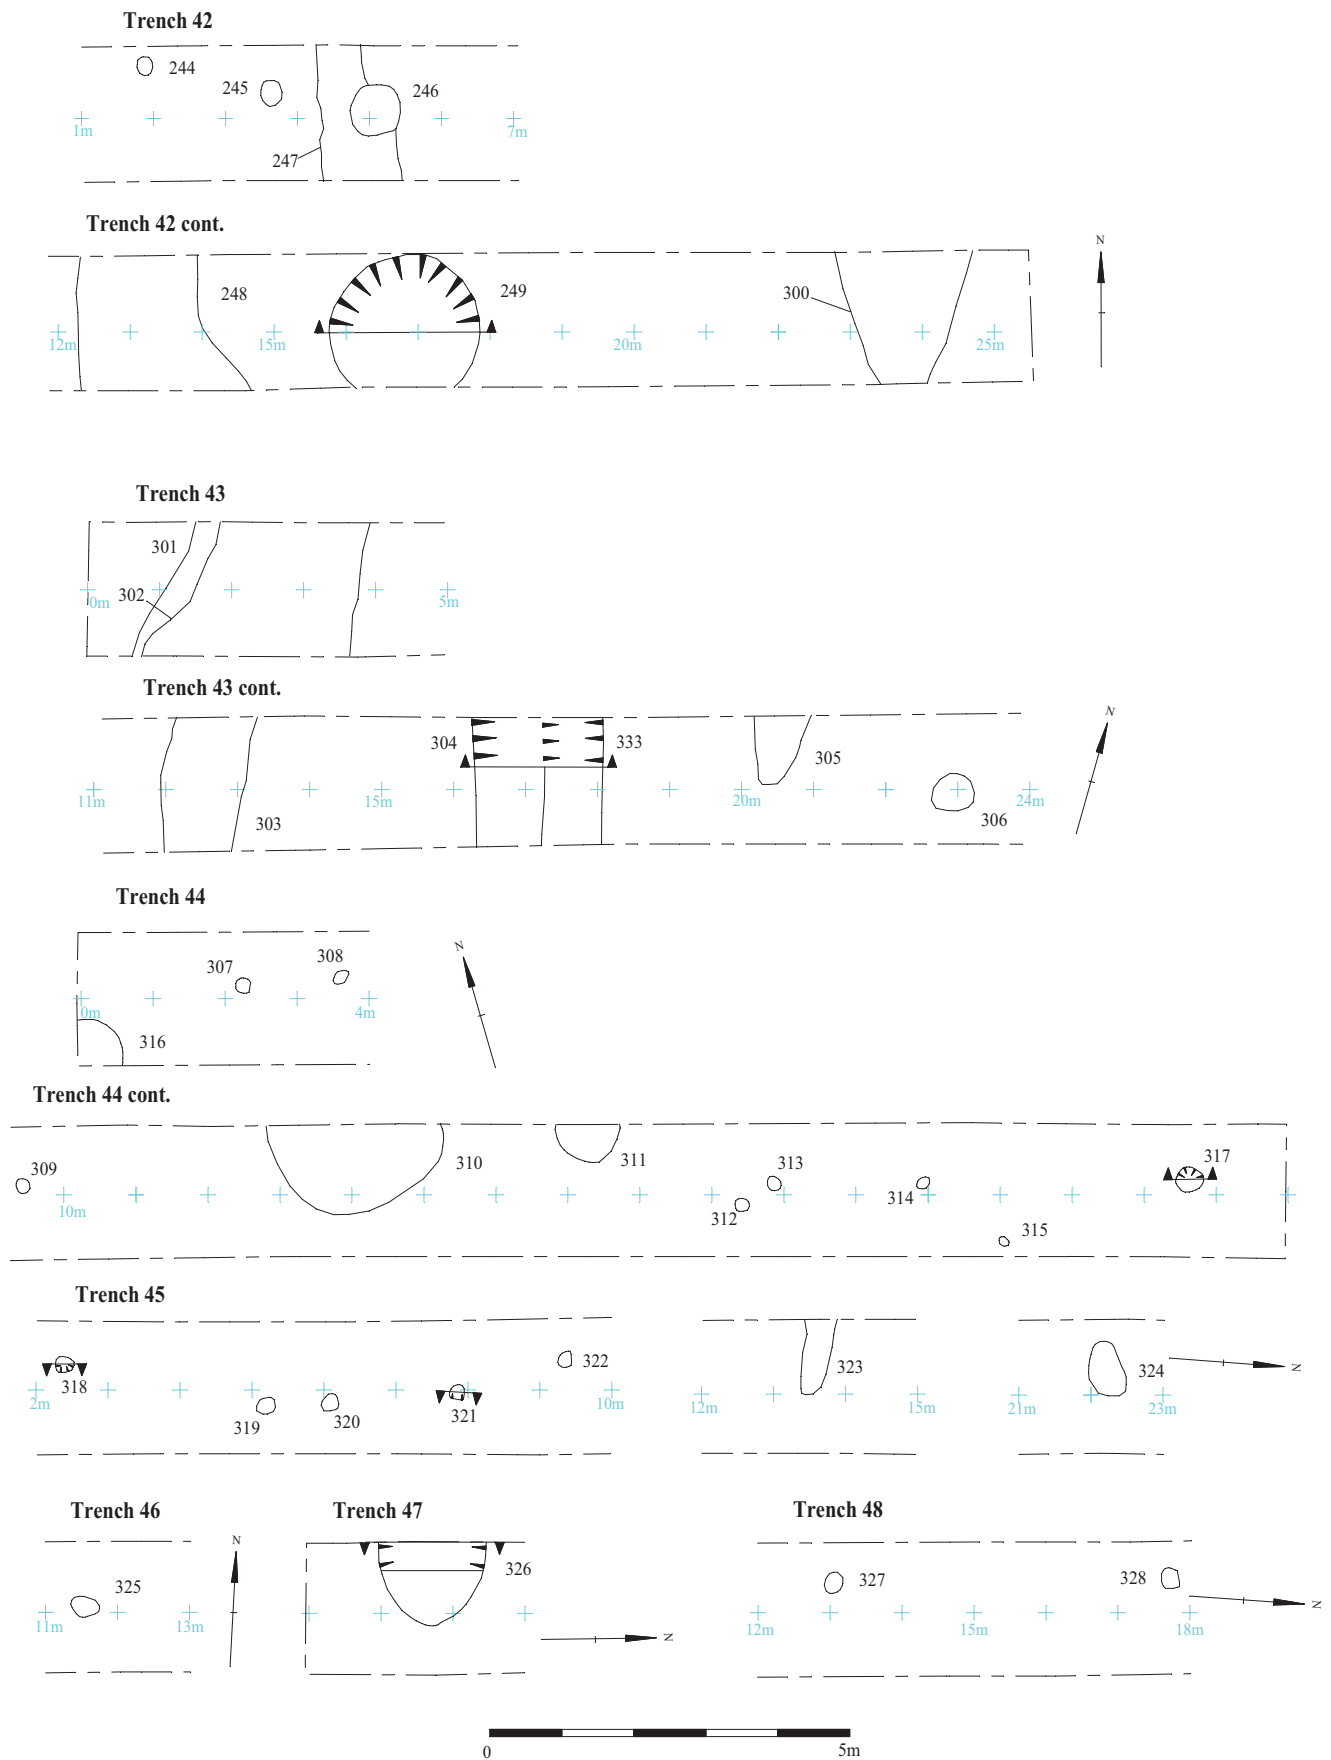 Trench 42
244
245
246
1m
7m
247
Trench 42 cont.
N
248
249
300
12m
15m
20m
25m
Trench 43
301
302
0m
5m
Trench 43 cont.
N
304
333
305
11m
15m
20m
24m
303
306
Trench 44
N
307
308
0m
4m
316
Trench 44 cont.
309
310
311
313
317
10m
312
314
315
Trench 45
322
323
324
N
318
2m
10m
12m
15m
21m
23m
319
320
321
Trench 46
Trench 47
Trench 48
N
325
326
327
328
11m
13m
N
12m
15m
18m
N
0
5m